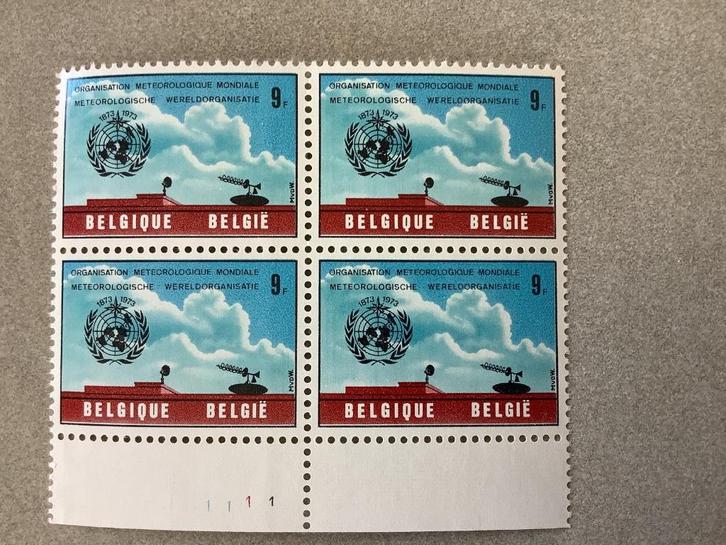 ORGANISATION METEOROLOGIQUE MONDIALE
METEOROLOGISCHE WERELDORGANISATIE
9F
1873 1973
MvDW.
BELGIQUE BELGIË
ORGANISATION METEOROLOGIQUE MONDIALE
METEOROLOGISCHE WERELDORGANISATIE
9F
1873 1973
MvDW.
BELGIQUE BELGIË
ORGANISATION METEOROLOGIQUE MONDIALE
METEOROLOGISCHE WERELDORGANISATIE
9F
1873 1973
MvDW.
BELGIQUE BELGIË
ORGANISATION METEOROLOGIQUE MONDIALE
METEOROLOGISCHE WERELDORGANISATIE
9F
1873 1973
MvDW.
BELGIQUE BELGIË
1 1 1 1